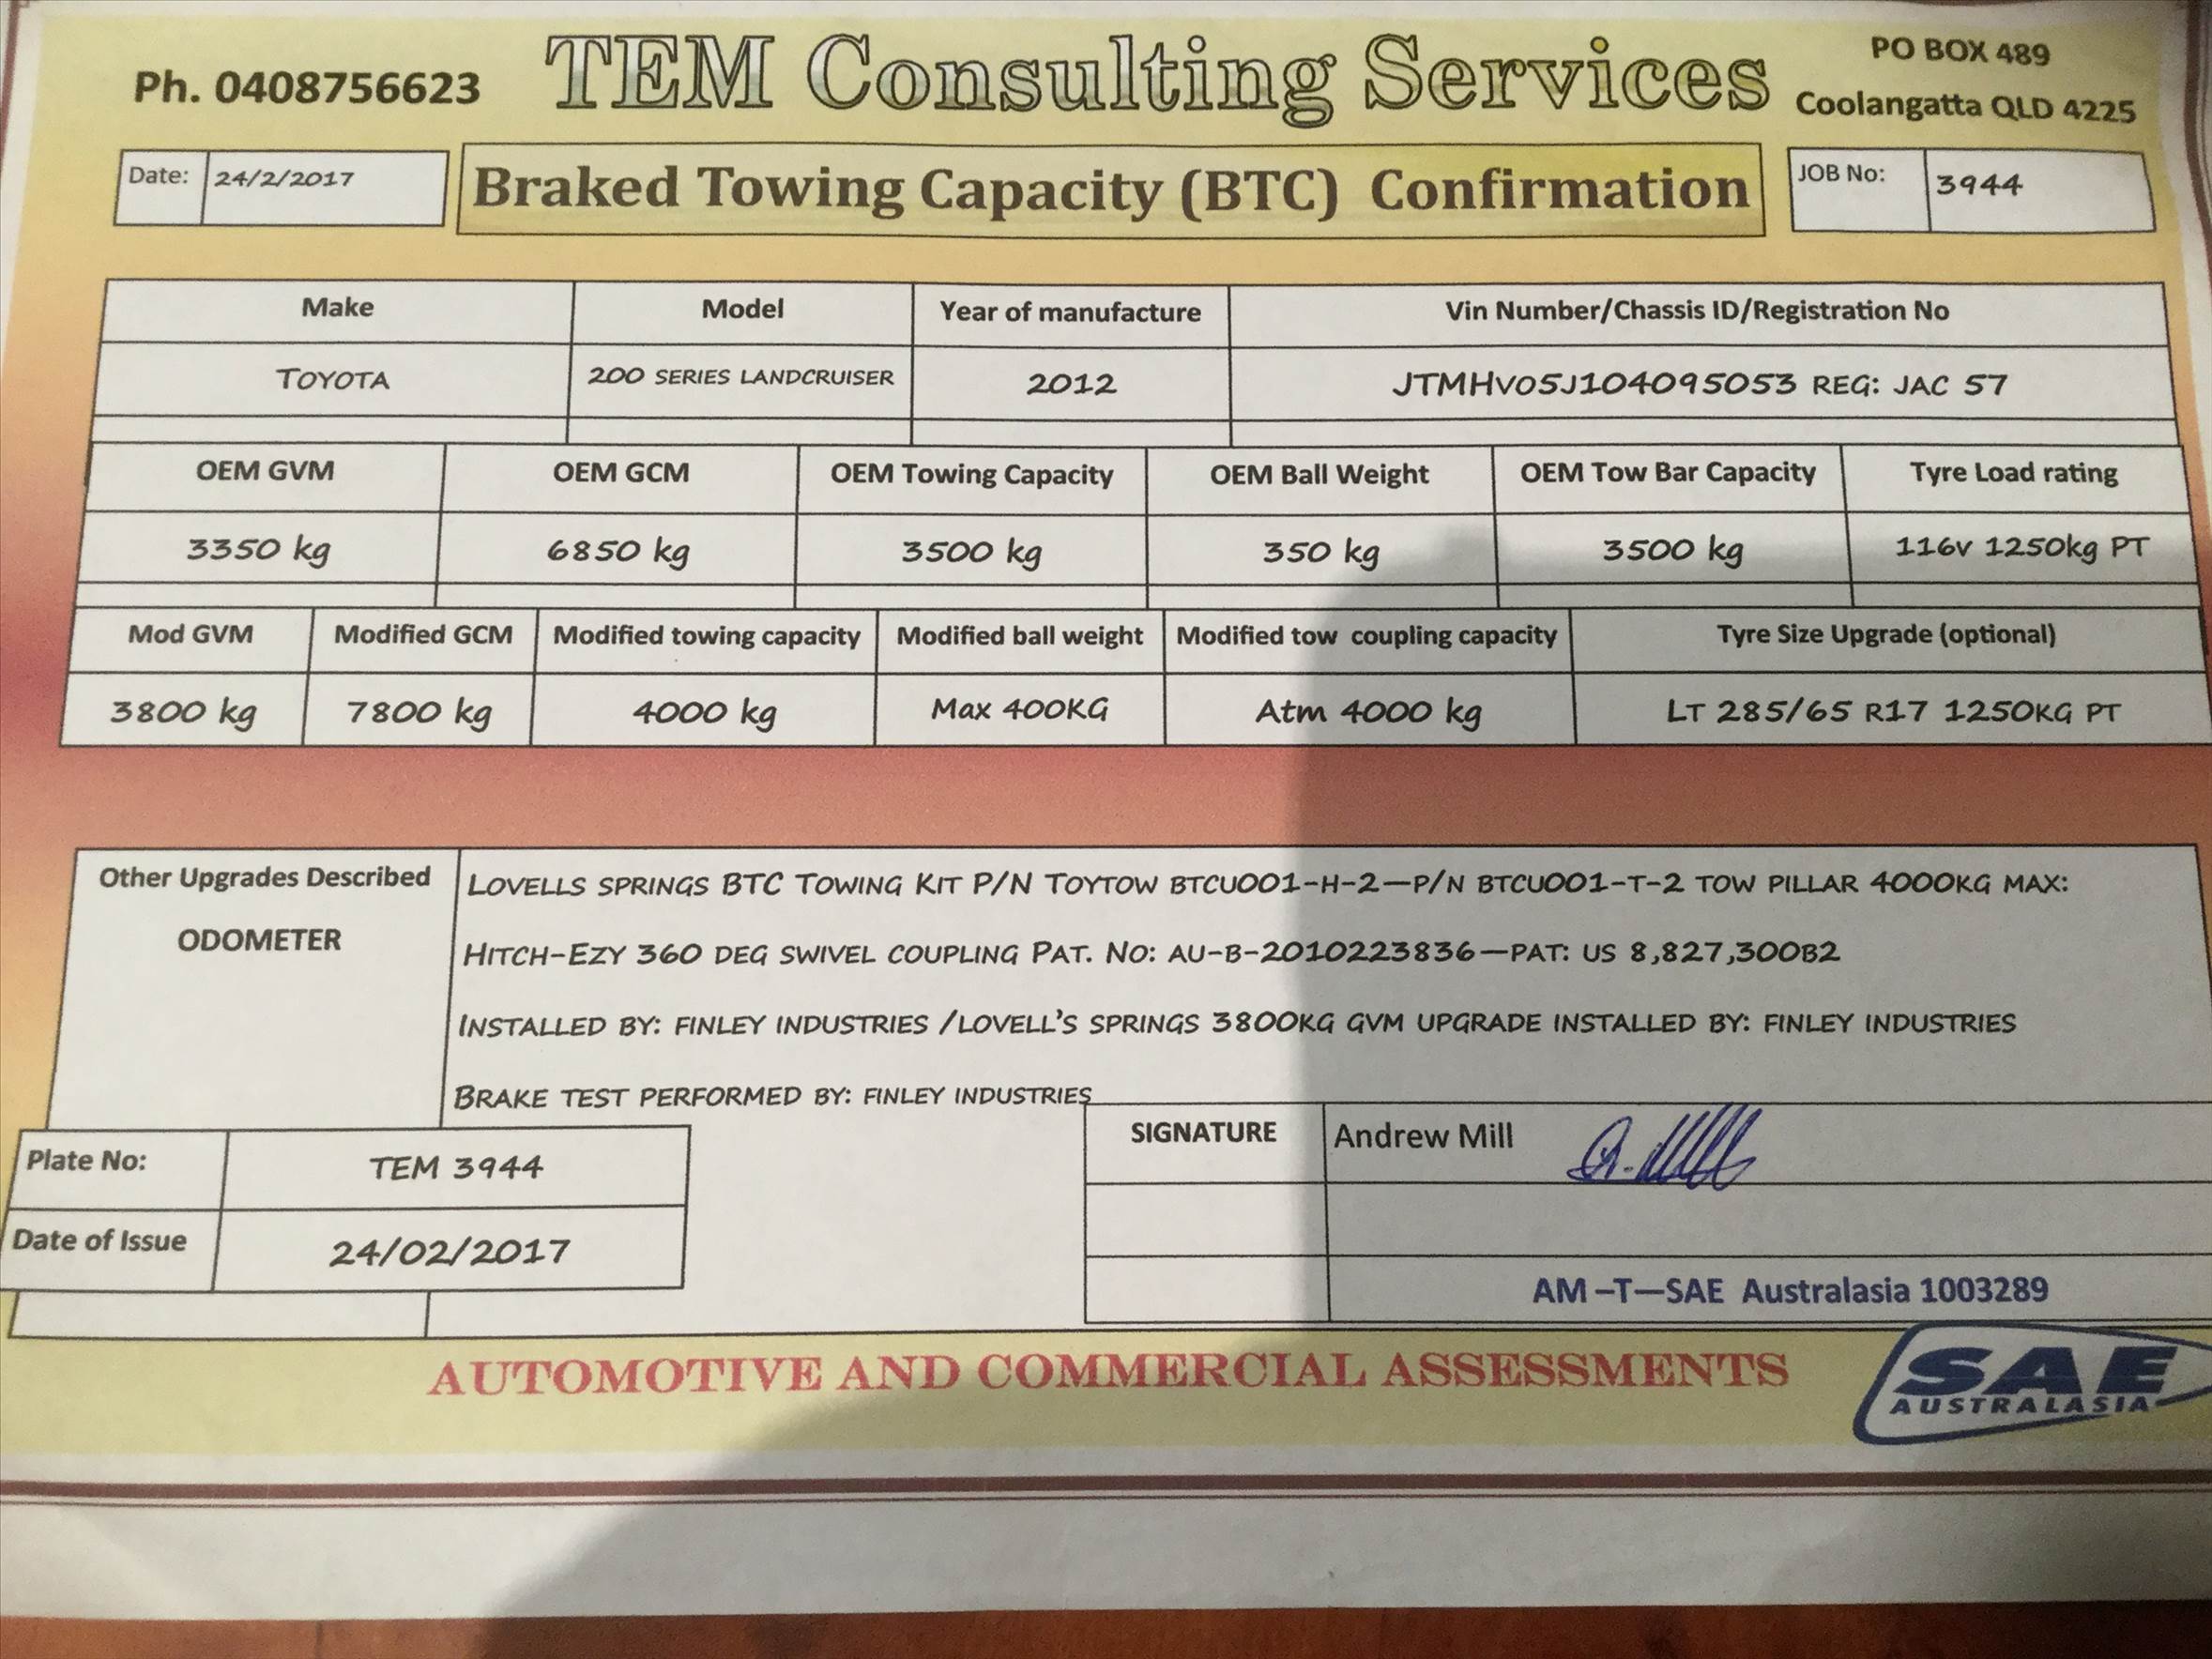 Ph. 0408756623 TEM Consulting Services PO BOX 489
Coolangatta QLD 4225
Date: 24/2/2017 Braked Towing Capacity (BTC) Confirmation JOB No: 3944
Make Model Year of manufacture Vin Number/Chassis ID/Registration No
TOYOTA 200 SERIES LANDCRUISER 2012 JTMHV05J104095053 REG: JAC 57
OEM GVM OEM GCM OEM Towing Capacity OEM Ball Weight OEM Tow Bar Capacity Tyre Load rating
3350 kg 6850 kg 3500 kg 350 kg 3500 kg 116V 1250kg PT
Mod GVM Modified GCM Modified towing capacity Modified ball weight Modified tow coupling capacity Tyre Size Upgrade (optional)
3800 kg 7800 kg 4000 kg Max 400KG Atm 4000 kg LT 285/65 R17 1250KG PT
Other Upgrades Described LOVELLS SPRINGS BTC TOWING KIT P/N TOYTOW BTCU001-H-2—P/N BTCU001-T-2 TOW PILLAR 4000KG MAX:
ODOMETER HITCH-EZY 360 DEG SWIVEL COUPLING PAT. NO: AU-B-2010223836—PAT: US 8,827,300B2
INSTALLED BY: FINLEY INDUSTRIES /LOVELL'S SPRINGS 3800KG GVM UPGRADE INSTALLED BY: FINLEY INDUSTRIES
BRAKE TEST PERFORMED BY: FINLEY INDUSTRIES
SIGNATURE Andrew Mill
Plate No: TEM 3944
Date of Issue 24/02/2017
AM –T—SAE Australasia 1003289
AUTOMOTIVE AND COMMERCIAL ASSESSMENTS
SAE
AUSTRALASIA